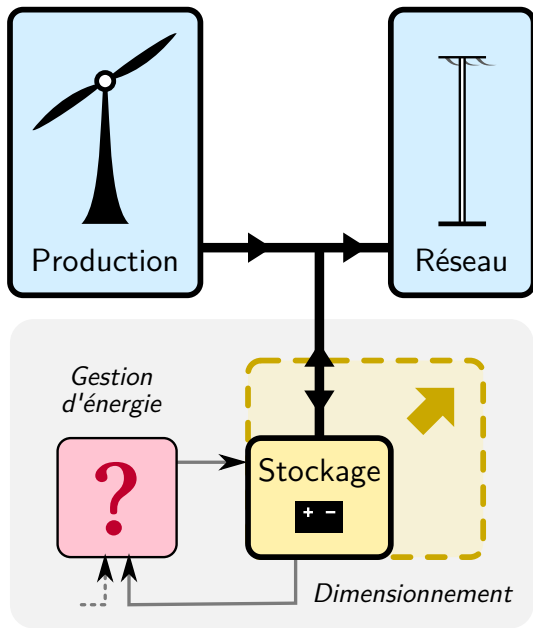 Production
Réseau
Gestion
d'énergie
?
Stockage
+ −
Dimensionnement